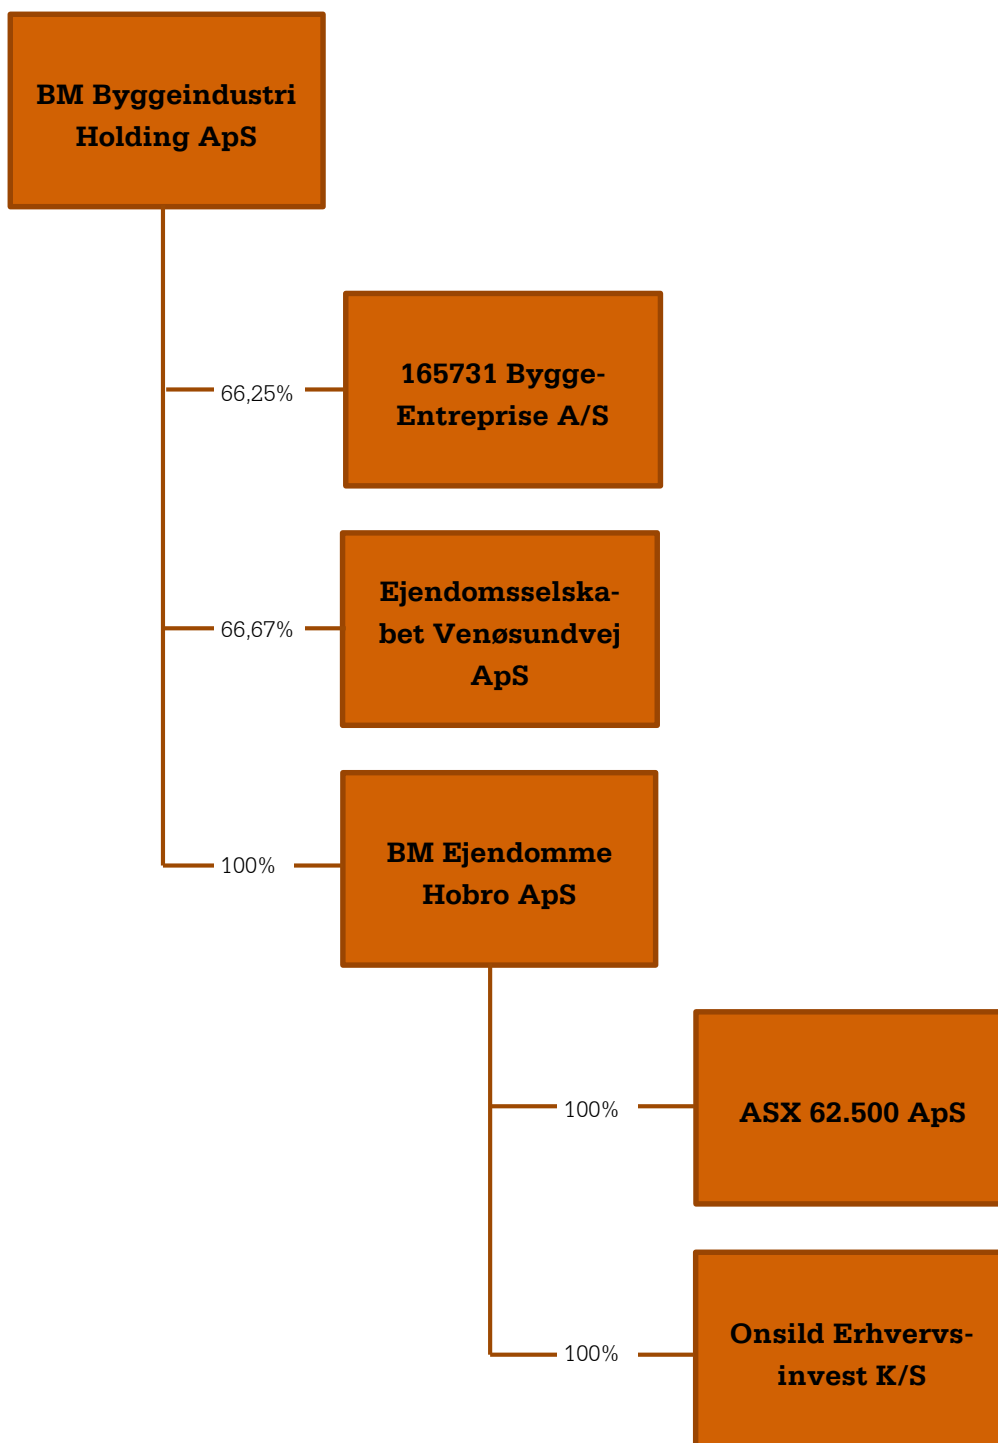 BM Byggeindustri
Holding ApS
165731 Bygge-
Entreprise A/S
66,25%
Ejendomsselska-
bet Venøsundvej
ApS
66,67%
BM Ejendomme
Hobro ApS
100%
ASX 62.500 ApS
100%
Onsild Erhvervs-
invest K/S
100%